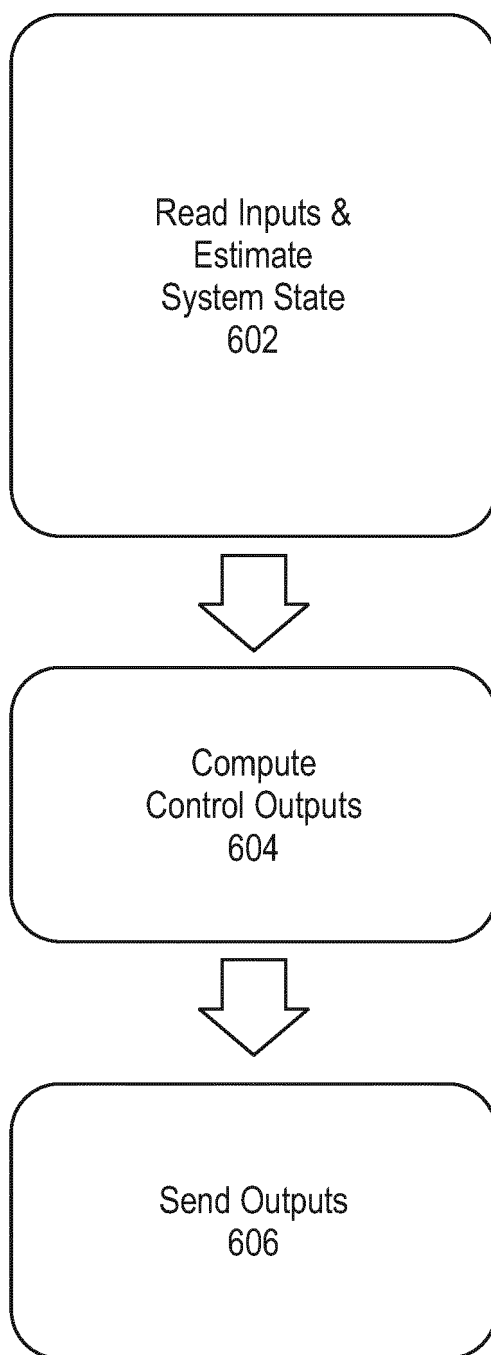 Read Inputs &
Estimate
System State
602
Compute
Control Outputs
604
Send Outputs
606